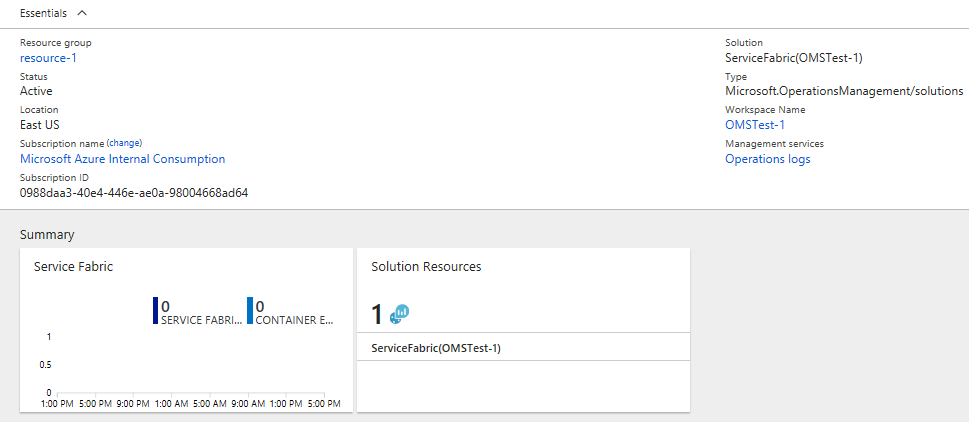 Essentials
Resource group
resource-1
Status
Active
Location
East US
Subscription name (change)
Microsoft Azure Internal Consumption
Subscription ID
0988daa3-40e4-446e-ae0a-98004668ad64
Solution
ServiceFabric(OMSTest-1)
Type
Microsoft.OperationsManagement/solutions
Workspace Name
OMSTest-1
Management services
Operations logs
Summary
Service Fabric
0
SERVICE FABRI...
0
CONTAINER E...
1
0.5
0
1:00 PM 5:00 PM 9:00 PM 1:00 AM 5:00 AM 9:00 AM 1:00 PM 5:00 PM
Solution Resources
1
ServiceFabric(OMSTest-1)